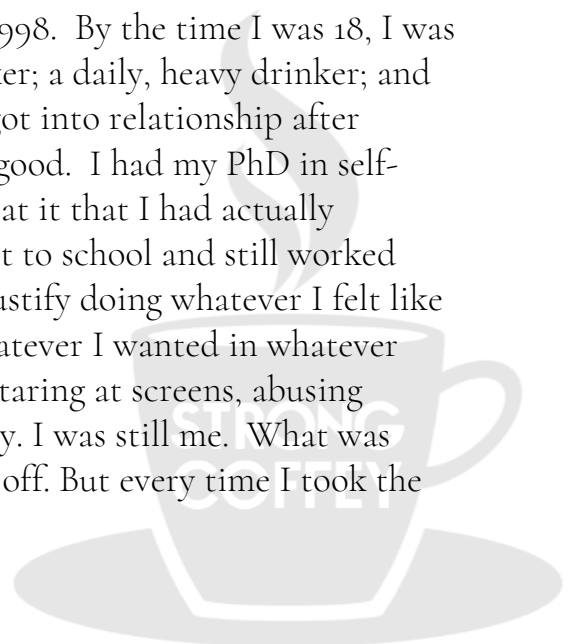 998. By the time I was 18, I was
ker; a daily, heavy drinker; and
got into relationship after
good. I had my PhD in self-
at it that I had actually
t to school and still worked
ustify doing whatever I felt like
atever I wanted in whatever
taring at screens, abusing
y. I was still me. What was
off. But every time I took the
STRONG
COFFEY